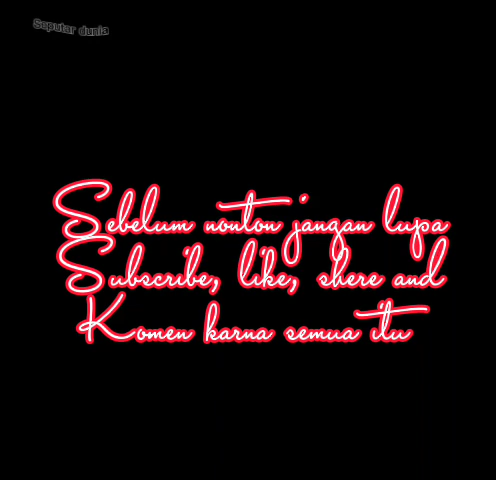 Seputar dunia
Sebelum nonton jangan lupa
Subscribe, like, shere and
Komen karna semua itu